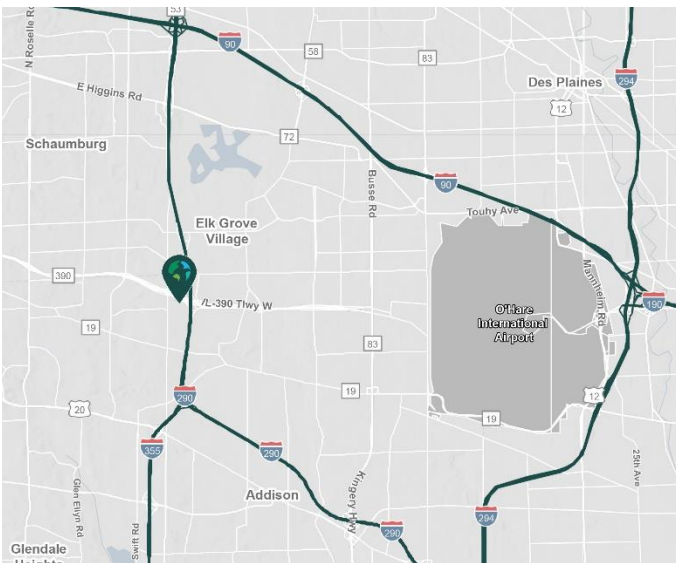 53
N Roselle Rd
90
58
83
294
Des Plaines
12
E Higgins Rd
72
Schaumburg
Busse Rd
90
Touhy Ave
Elk Grove
Village
390
/L-390 Tlwy W
Mannheim Rd
190
O'Hare
International
Airport
19
83
290
19
12
20
19
355
290
25th Ave
Glen Ellyn Rd
Addison
Kingery Hwy
294
Swift Rd
290
Glendale
Heights